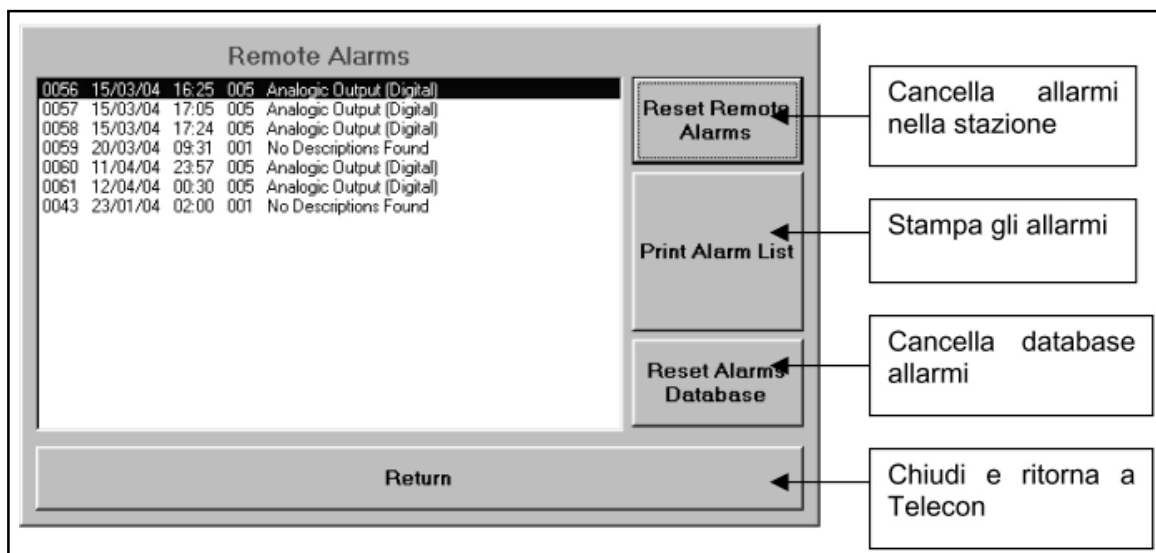 Remote Alarms
0056 15/03/04 16:25 005 Analogic Output (Digital)
0057 15/03/04 17:05 005 Analogic Output (Digital)
0058 15/03/04 17:24 005 Analogic Output (Digital)
0059 20/03/04 09:31 001 No Descriptions Found
0060 11/04/04 23:57 005 Analogic Output (Digital)
0061 12/04/04 00:30 005 Analogic Output (Digital)
0043 23/01/04 02:00 001 No Descriptions Found
Reset Remote
Alarms
Cancella allarmi
nella stazione
Print Alarm List
Stampa gli allarmi
Reset Alarms
Database
Cancella database
allarmi
Return
Chiudi e ritorna a
Telecon